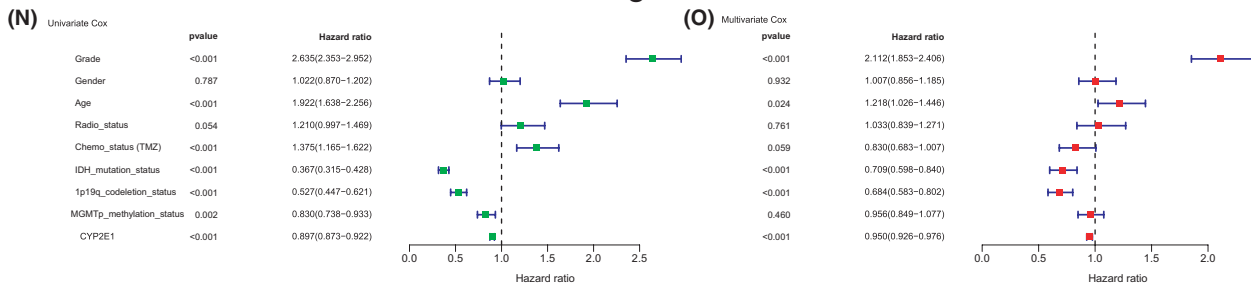 (N) Univariate Cox
pvalue Hazard ratio
Grade <0.001 2.635(2.353−2.952)
Gender 0.787 1.022(0.870−1.202)
Age <0.001 1.922(1.638−2.256)
Radio_status 0.054 1.210(0.997−1.469)
Chemo_status (TMZ) <0.001 1.375(1.165−1.622)
IDH_mutation_status <0.001 0.367(0.315−0.428)
1p19q_codeletion_status <0.001 0.527(0.447−0.621)
MGMTp_methylation_status 0.002 0.830(0.738−0.933)
CYP2E1 <0.001 0.897(0.873−0.922)
0.0 0.5 1.0 1.5 2.0 2.5
Hazard ratio
(O) Multivariate Cox
pvalue Hazard ratio
<0.001 2.112(1.853−2.406)
0.932 1.007(0.856−1.185)
0.024 1.218(1.026−1.446)
0.761 1.033(0.839−1.271)
0.059 0.830(0.683−1.007)
<0.001 0.709(0.598−0.840)
<0.001 0.684(0.583−0.802)
0.460 0.956(0.849−1.077)
<0.001 0.950(0.926−0.976)
0.0 0.5 1.0 1.5 2.0
Hazard ratio